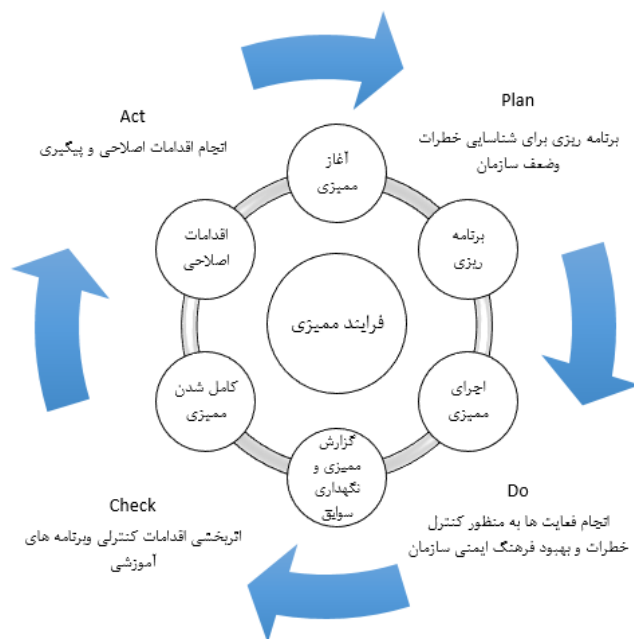 Plan
برنامه ریزی برای شناسایی خطرات
وضعف سازمان
Do
انجام فعالیت ها به منظور کنترل
خطرات و بهبود فرهنگ ایمنی سازمان
Check
اثربخشی اقدامات کنترلی وبرنامه های
آموزشی
Act
انجام اقدامات اصلاحی و پیگیری
فرایند ممیزی
آغاز
ممیزی
برنامه
ریزی
اجرای
ممیزی
گزارش
ممیزی و
نگهداری
سوابق
کامل شدن
ممیزی
اقدامات
اصلاحی